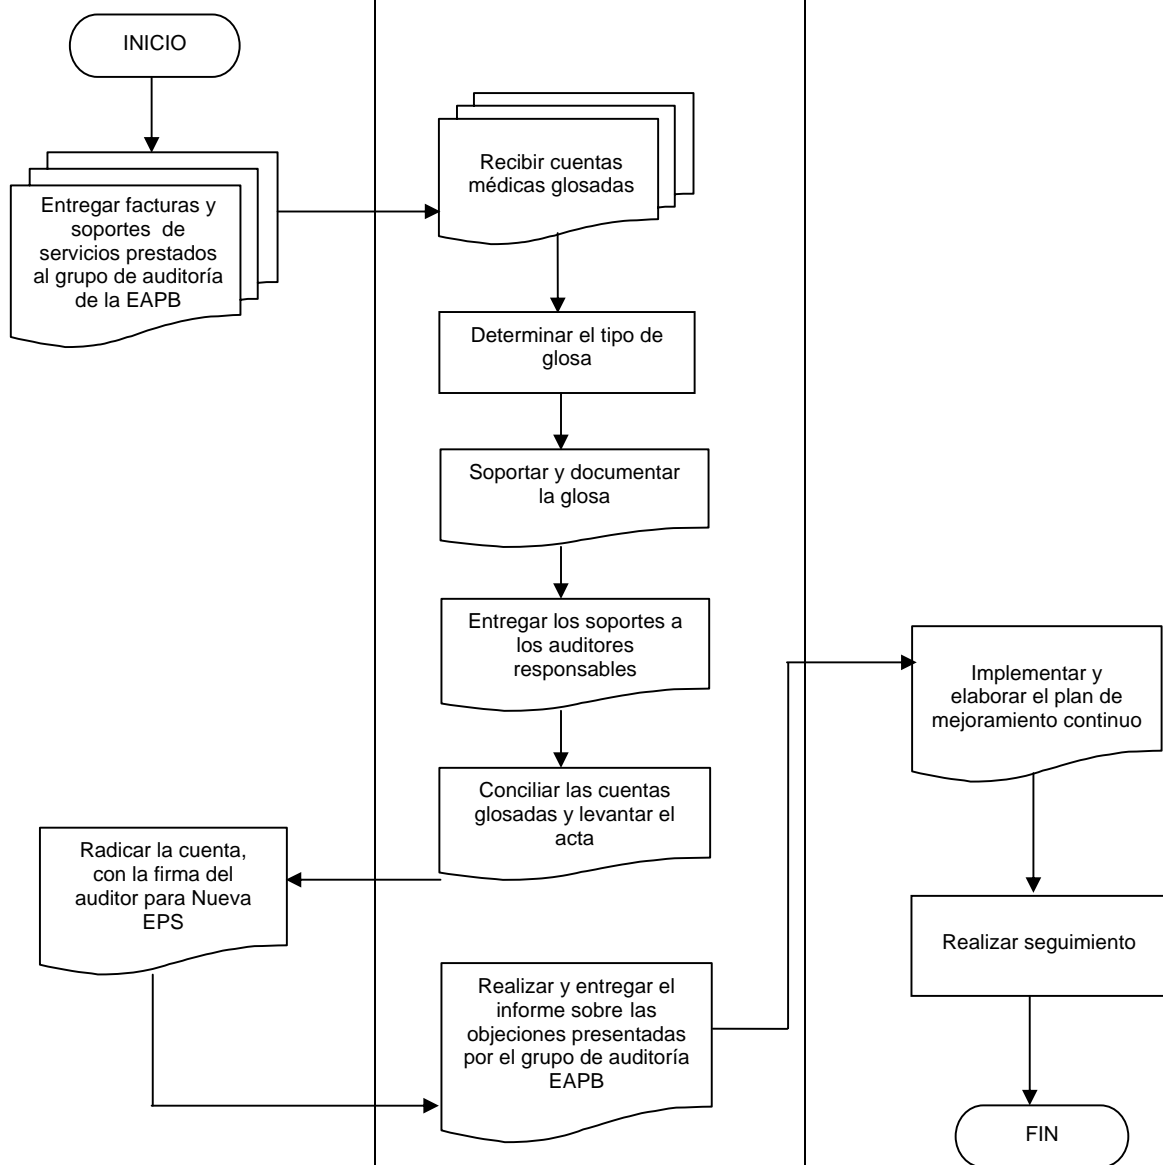 INICIO
Entregar facturas y
soportes de
servicios prestados
al grupo de auditoría
de la EAPB
Recibir cuentas
médicas glosadas
Determinar el tipo de
glosa
Soportar y documentar
la glosa
Entregar los soportes a
los auditores
responsables
Conciliar las cuentas
glosadas y levantar el
acta
Radicar la cuenta,
con la firma del
auditor para Nueva
EPS
Realizar y entregar el
informe sobre las
objeciones presentadas
por el grupo de auditoría
EAPB
Implementar y
elaborar el plan de
mejoramiento continuo
Realizar seguimiento
FIN